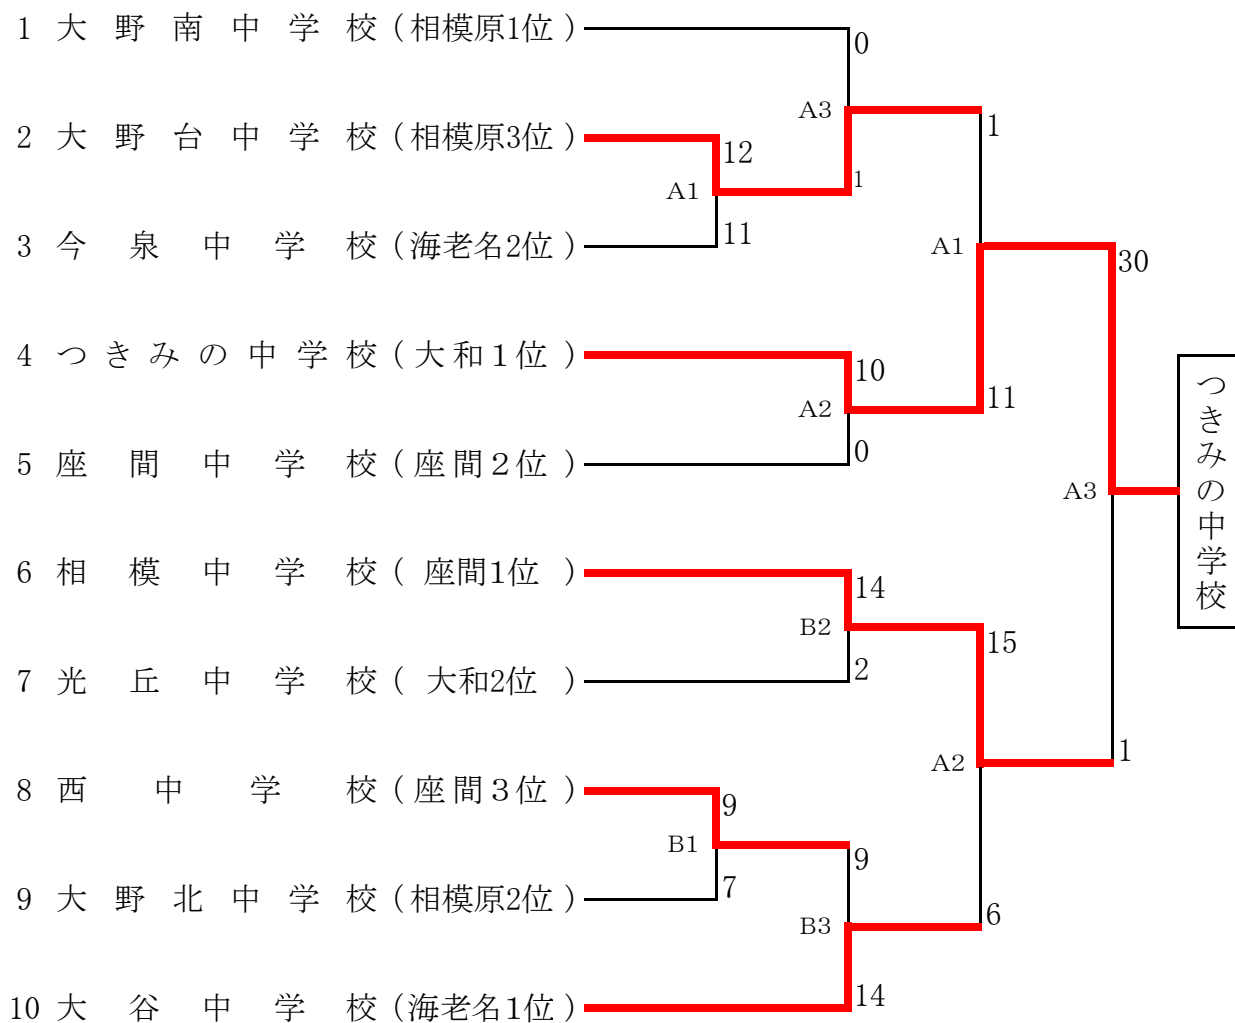 1 大野南中学校(相模原1位)
0
A3
1
2 大野台中学校(相模原3位)
12
A1
1
3 今泉中学校(海老名2位)
11
A1
30
4 つきみの中学校(大和1位)
10
A2
11
5 座間中学校(座間2位)
0
A3
つきみの中学校
6 相模中学校(座間1位)
14
B2
15
7 光丘中学校(大和2位)
2
A2
1
8 西中学校(座間3位)
9
B1
9
9 大野北中学校(相模原2位)
7
B3
6
10 大谷中学校(海老名1位)
14